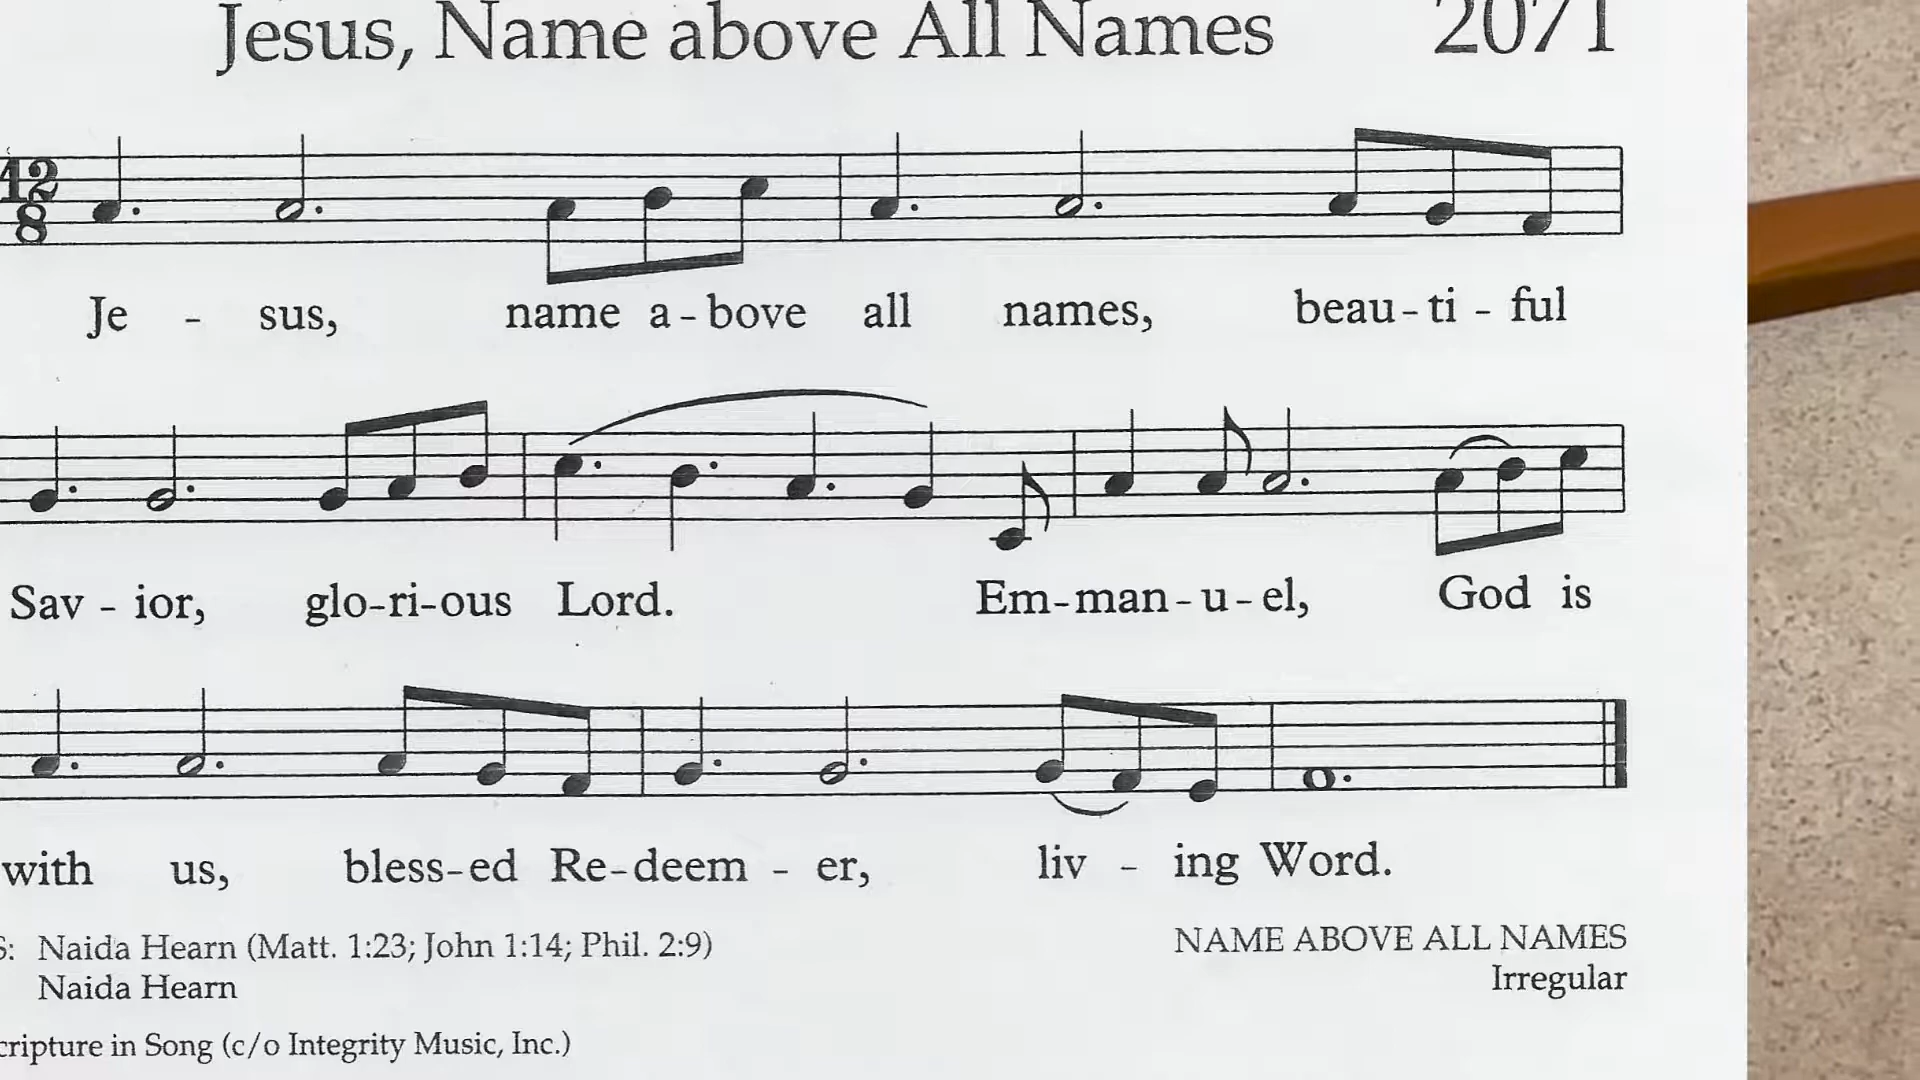 Jesus, Name above All Names 2071
12
8
Je - sus, name a - bove all names, beau - ti - ful
Sav - ior, glo - ri - ous Lord. Em - man - u - el, God is
with us, bless - ed Re - deem - er, liv - ing Word.
S: Naida Hearn (Matt. 1:23; John 1:14; Phil. 2:9) NAME ABOVE ALL NAMES
Naida Hearn Irregular
cripture in Song (c/o Integrity Music, Inc.)